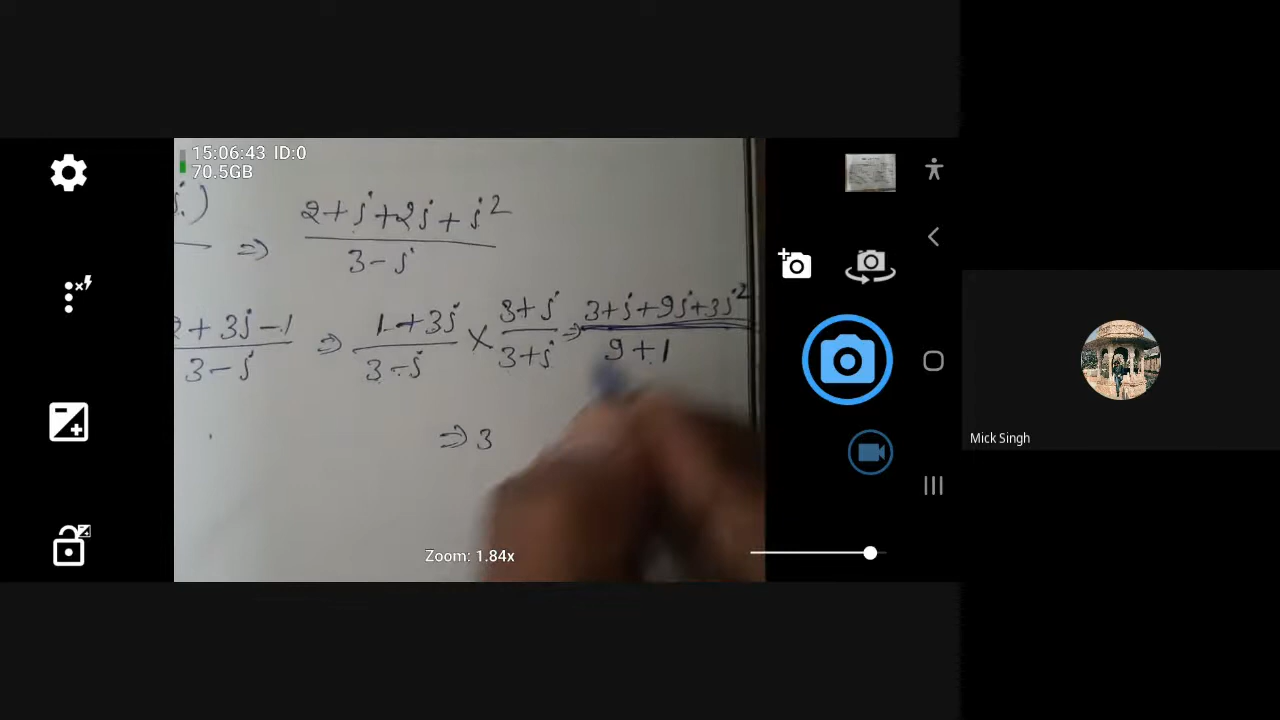 15:06:43 ID:0
70.5GB
i) ⇒ 2+i+2i+i² / 3-i
2+3i-1 / 3-i ⇒ 1+3i / 3-i × 3+i / 3+i ⇒ 3+i+9i+3i² / 9+1
⇒ 3
Zoom: 1.84x
Mick Singh